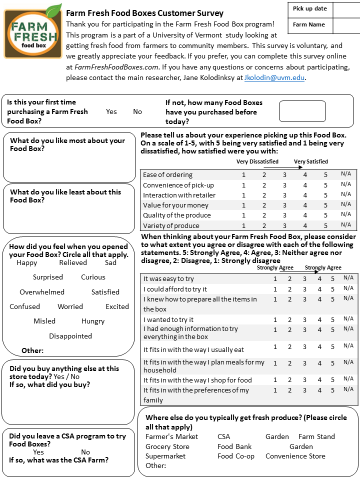 FARM
FRESH
food box
Farm Fresh Food Boxes Customer Survey
Thank you for participating in the Farm Fresh Food Box program!
This program is a part of a University of Vermont study looking at
getting fresh food from farmers to community members. This survey is voluntary, and
we greatly appreciate your feedback. If you prefer, you can complete this survey online
at FarmFreshFoodBoxes.com. If you have any concerns or concerns about participating,
please contact the main researcher, Jane Kolodinsky at Jkolodin@uvm.edu.
Pick up date
Farm Name
Is this your first time
purchasing a Farm Fresh
Food Box?
Yes No
If not, how many Food Boxes
have you purchased before
today?
What do you like most about your
Food Box?
What do you like least about this
Food Box?
How did you feel when you opened
your Food Box? Circle all that apply.
Happy Relieved Sad
Surprised Curious
Overwhelmed Satisfied
Confused Worried Excited
Misled Hungry
Disappointed
Other:
Did you buy anything else at this
store today? Yes / No
If so, what did you buy?
Did you leave a CSA program to try
Food Boxes?
Yes No
If so, what was the CSA Farm?
Please tell us about your experience picking up this Food Box.
On a scale of 1-5, with 5 being very satisfied and 1 being very
dissatisfied, how satisfied were you with:
Very Dissatisfied Very Satisfied
Ease of ordering 1 2 3 4 5 N/A
Convenience of pick-up 1 2 3 4 5 N/A
Interaction with retailer 1 2 3 4 5 N/A
Value for your money 1 2 3 4 5 N/A
Quality of the produce 1 2 3 4 5 N/A
Variety of produce 1 2 3 4 5 N/A
When thinking about your Farm Fresh Food Box, please consider
to what extent you agree or disagree with each of the following
statements. 5: Strongly Agree, 4: Agree, 3: Neither agree nor
disagree, 2: Disagree, 1: Strongly disagree
Strongly Agree Strongly Agree
It was easy to try 1 2 3 4 5 N/A
I could afford to try it 1 2 3 4 5 N/A
I knew how to prepare all the items in
the box 1 2 3 4 5 N/A
I wanted to try it 1 2 3 4 5 N/A
I had enough information to try
everything in the box 1 2 3 4 5 N/A
It fits in with the way I usually eat 1 2 3 4 5 N/A
It fits in with the way I plan meals for my
household 1 2 3 4 5 N/A
It fits in with the way I shop for food 1 2 3 4 5 N/A
It fits in with the preferences of my
family 1 2 3 4 5 N/A
Where else do you typically get fresh produce? (Please circle
all that apply)
Farmer's Market CSA Garden Farm Stand
Grocery Store Food Bank Garden
Supermarket Food Co-op Convenience Store
Other: